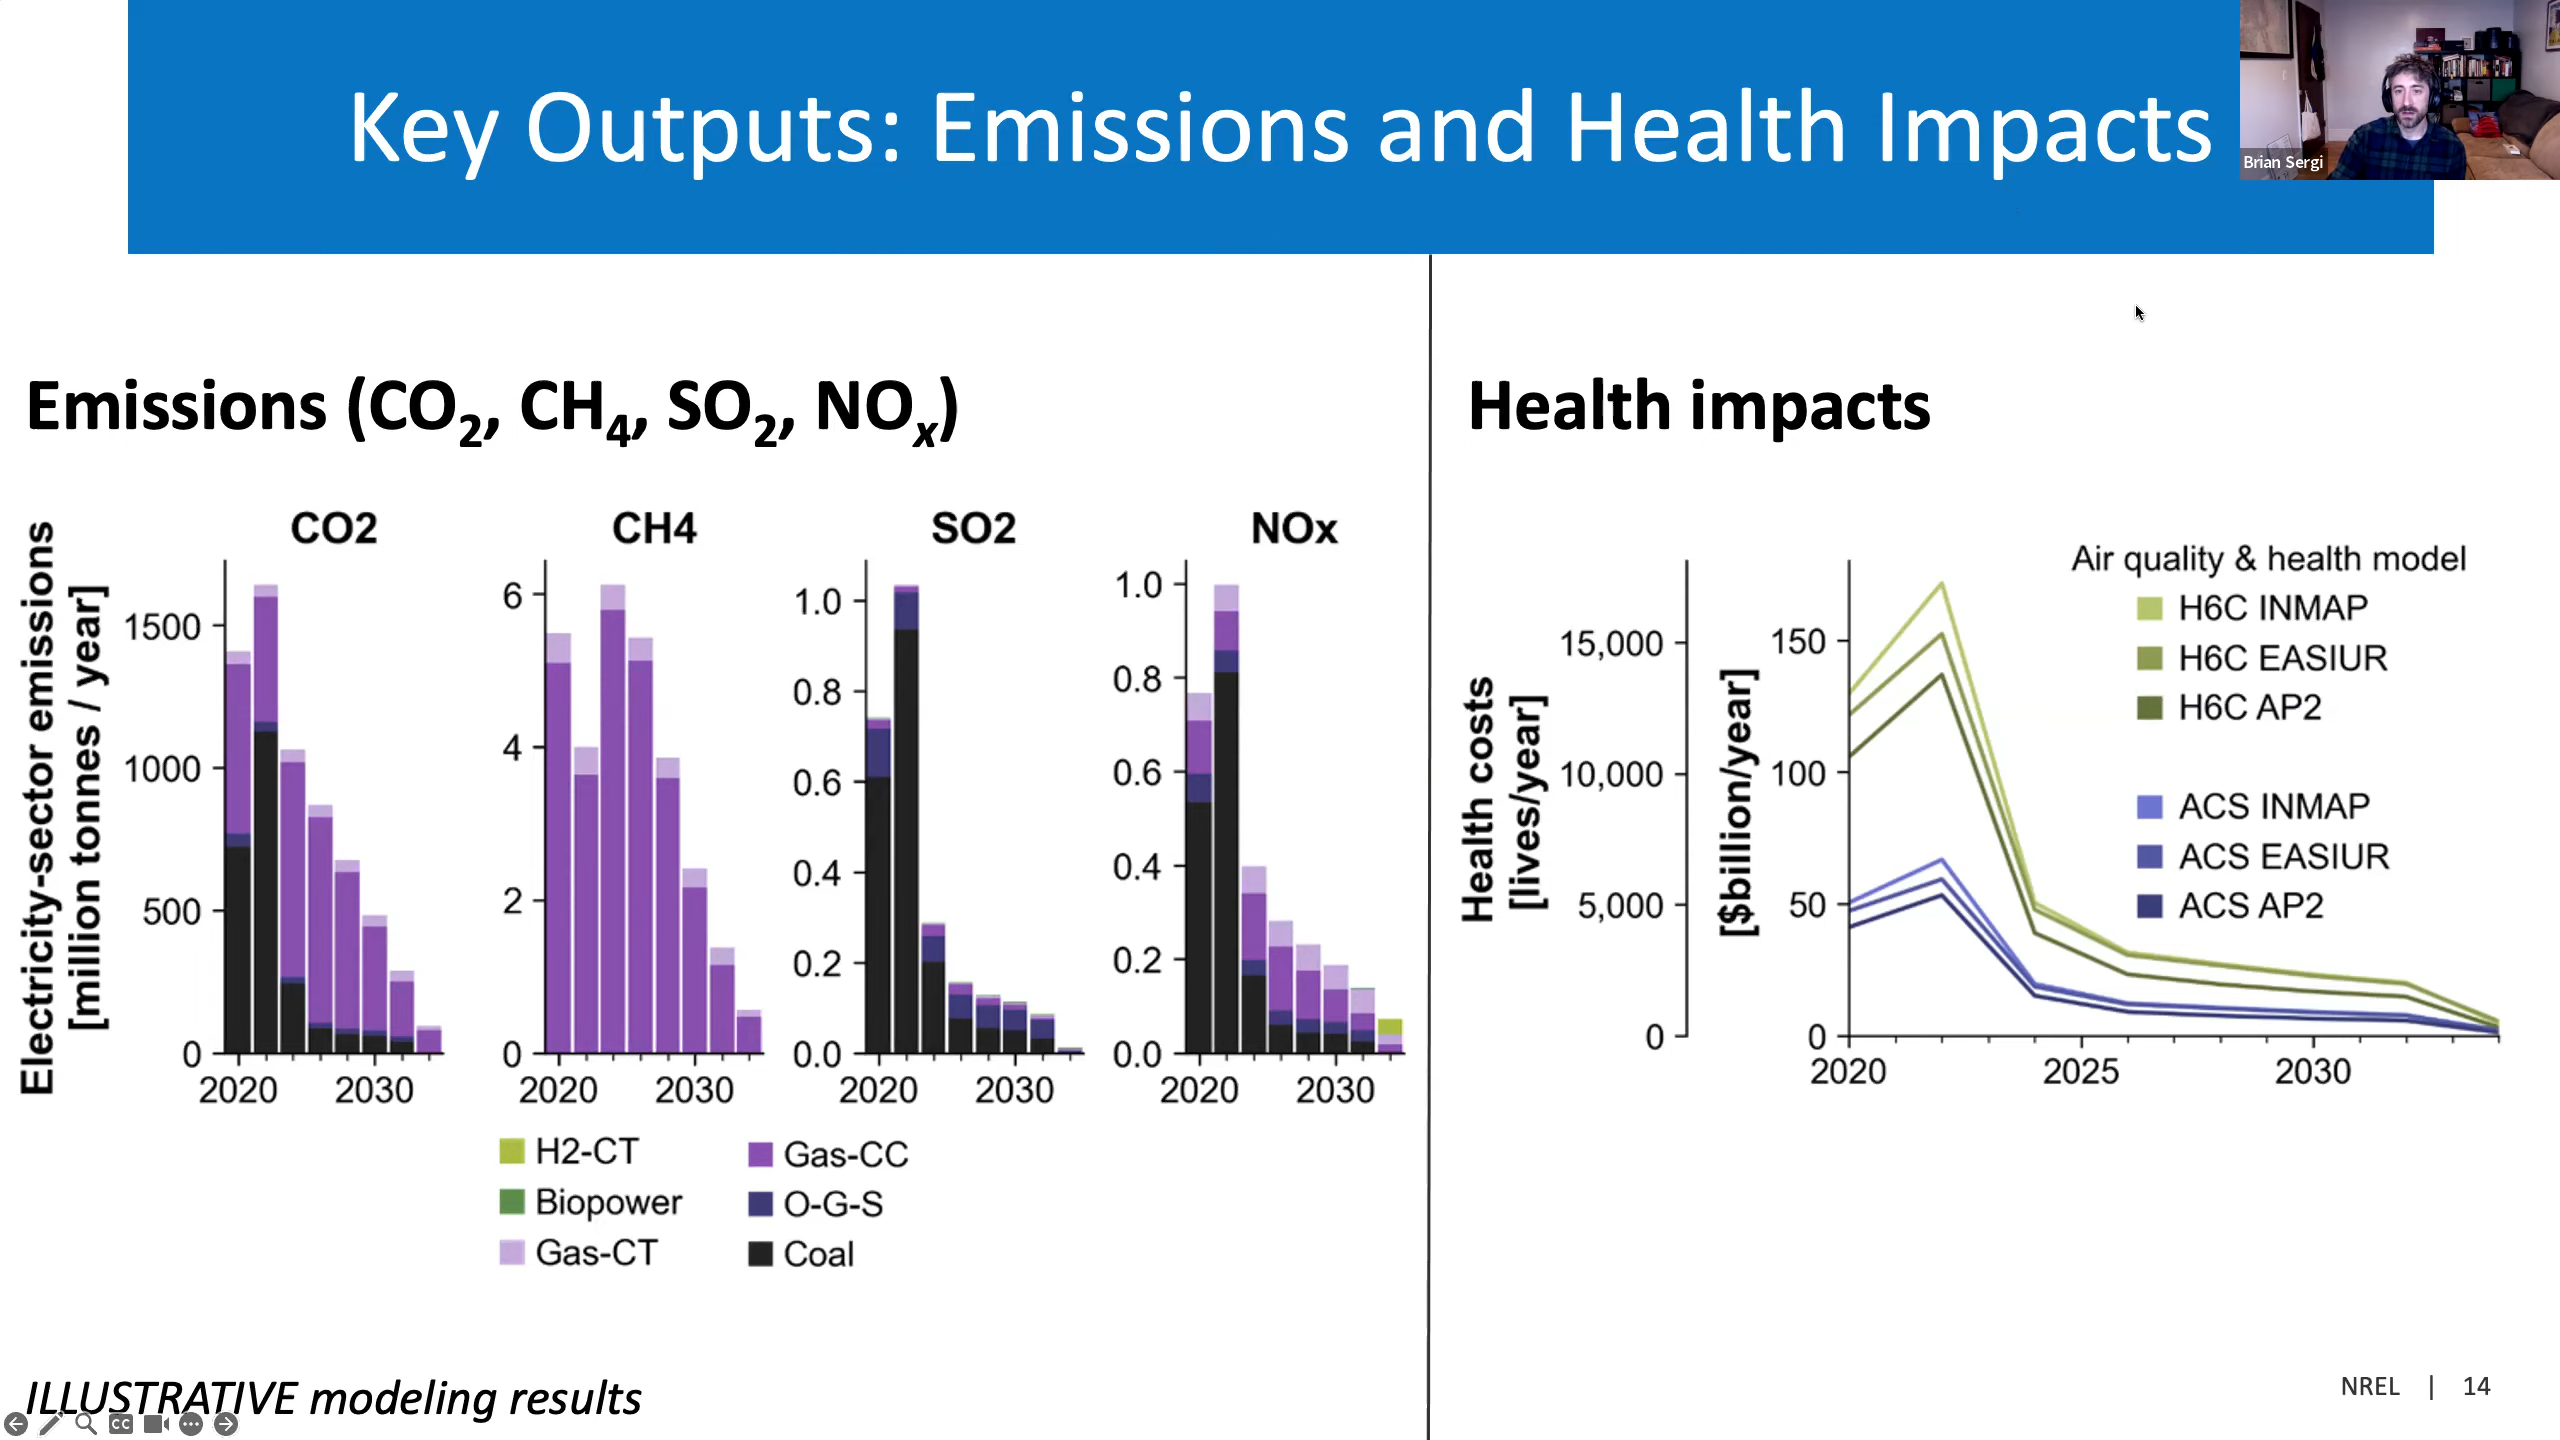 Key Outputs: Emissions and Health Impacts
Brian Sergi
Emissions (CO2, CH4, SO2, NOx)
Electricity-sector emissions
[million tonnes / year]
CO2
1500
1000
500
0
2020
2030
CH4
6
4
2
0
2020
2030
SO2
1.0
0.8
0.6
0.4
0.2
0.0
2020
2030
NOx
1.0
0.8
0.6
0.4
0.2
0.0
2020
2030
H2-CT
Biopower
Gas-CT
Gas-CC
O-G-S
Coal
Health impacts
Health costs
[lives/year]
15,000
10,000
5,000
0
[$billion/year]
150
100
50
0
2020
2025
2030
Air quality & health model
H6C INMAP
H6C EASIUR
H6C AP2
ACS INMAP
ACS EASIUR
ACS AP2
ILLUSTRATIVE modeling results
CC
NREL | 14